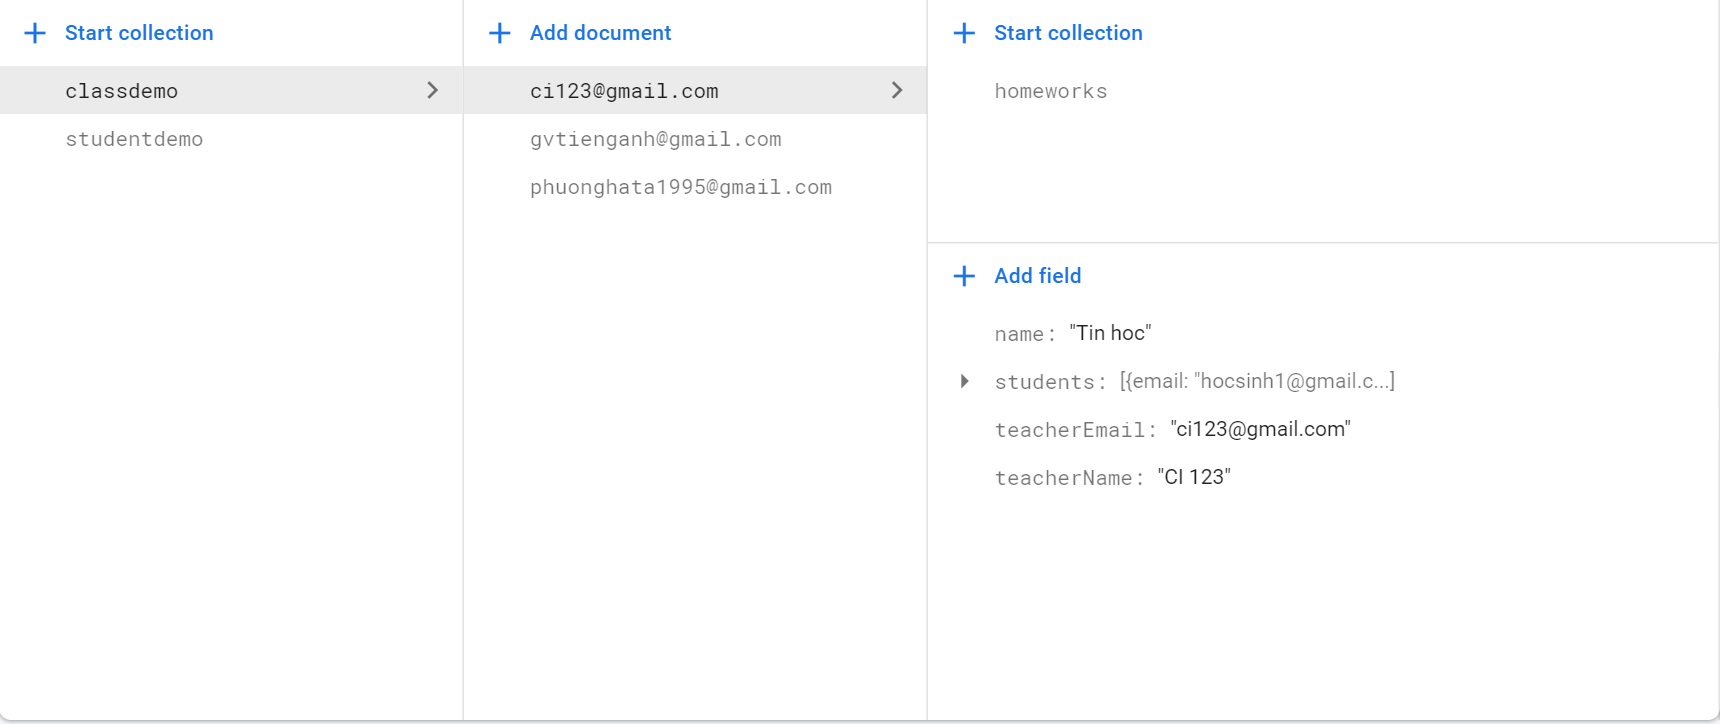 Start collection
classdemo
studentdemo
Add document
ci123@gmail.com
gvtienganh@gmail.com
phuonghata1995@gmail.com
Start collection
homeworks
Add field
name: "Tin hoc"
students: [{email: "hocsinh1@gmail.c...]
teacherEmail: "ci123@gmail.com"
teacherName: "CI 123"